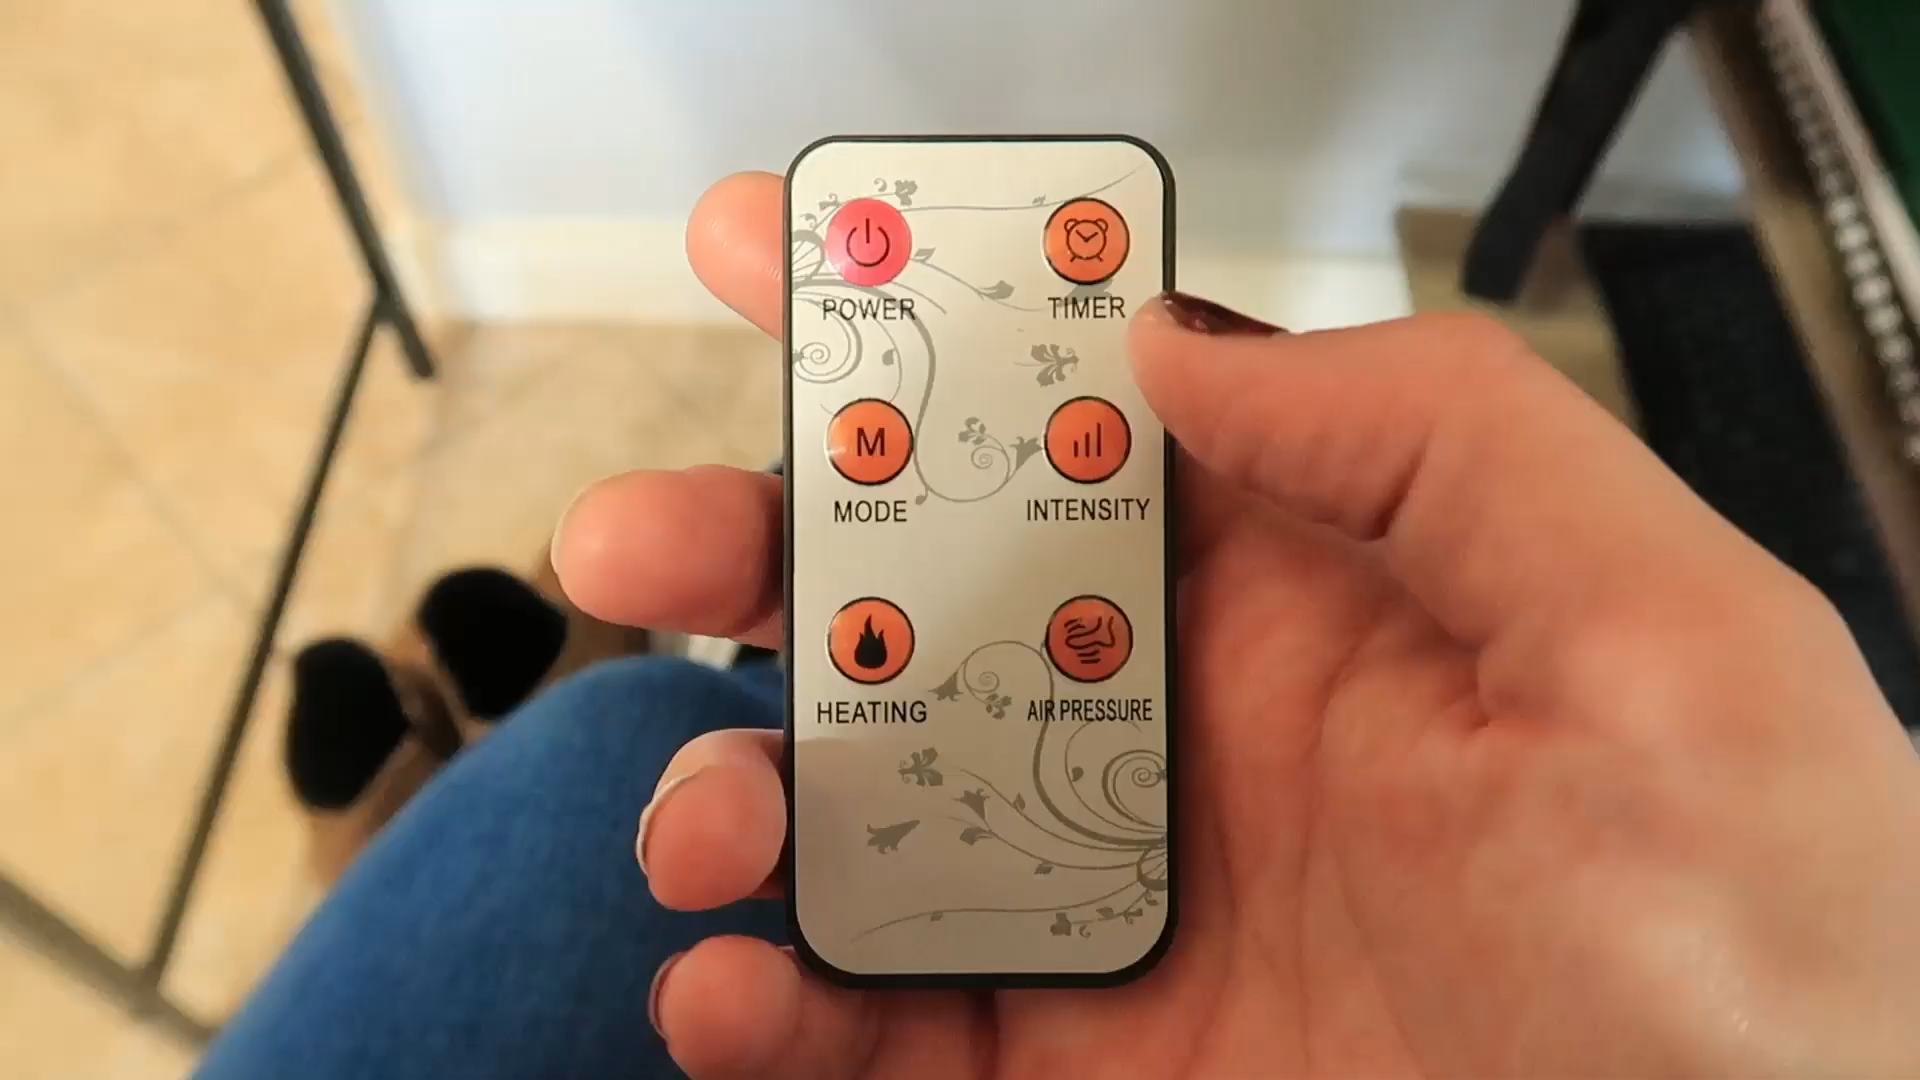 POWER
TIMER
M
MODE
INTENSITY
HEATING
AIR PRESSURE